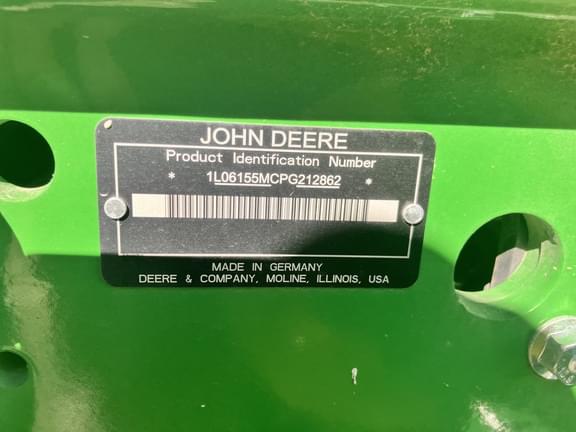 JOHN DEERE
Product Identification Number
* 1L06155MCPG212862 *
MADE IN GERMANY
DEERE & COMPANY, MOLINE, ILLINOIS, USA